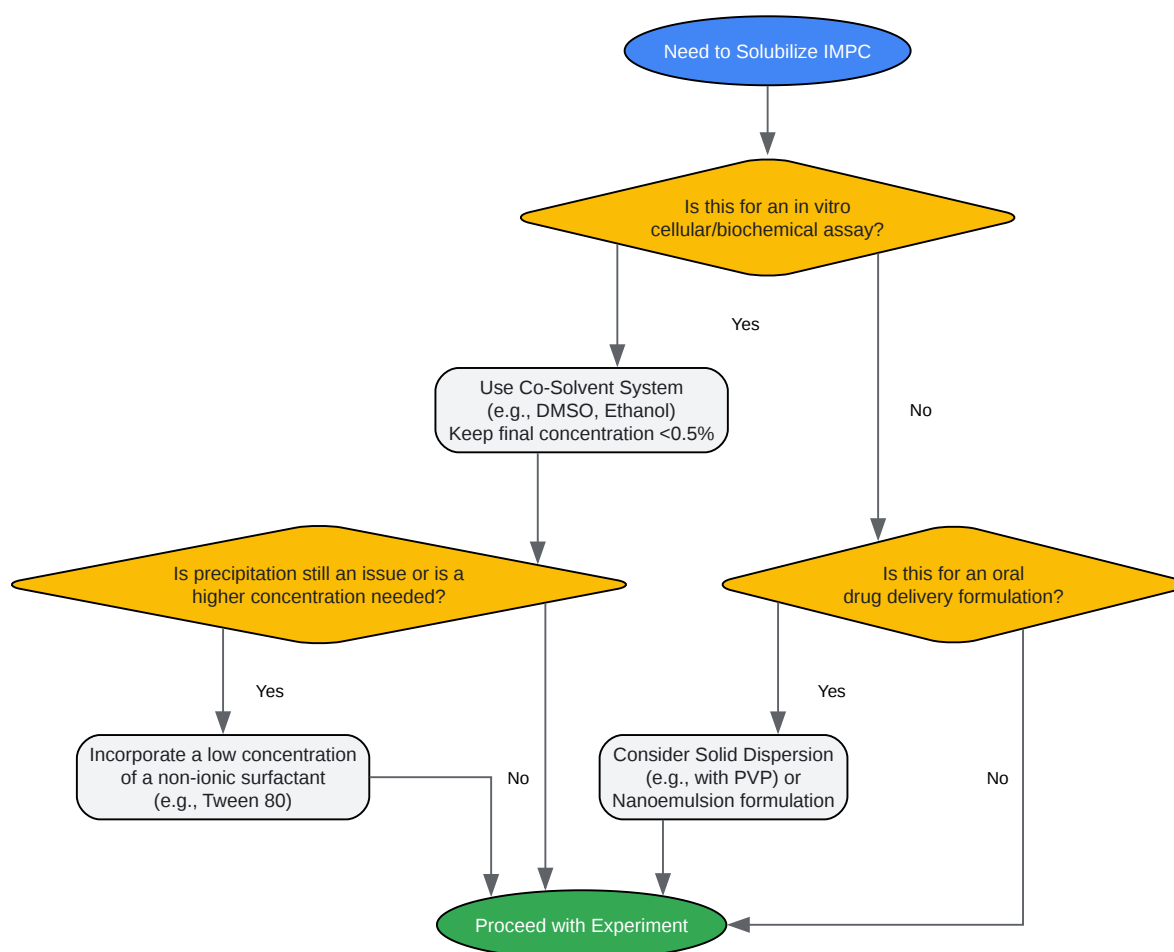 Need to Solubilize IMPC
Is this for an in vitro
cellular/biochemical assay?
Yes
Use Co-Solvent System
(e.g., DMSO, Ethanol)
Keep final concentration <0.5%
No
Is precipitation still an issue or is a
higher concentration needed?
Is this for an oral
drug delivery formulation?
Yes
Yes
Incorporate a low concentration
of a non-ionic surfactant
(e.g., Tween 80)
No
Consider Solid Dispersion
(e.g., with PVP) or
Nanoemulsion formulation
No
Proceed with Experiment